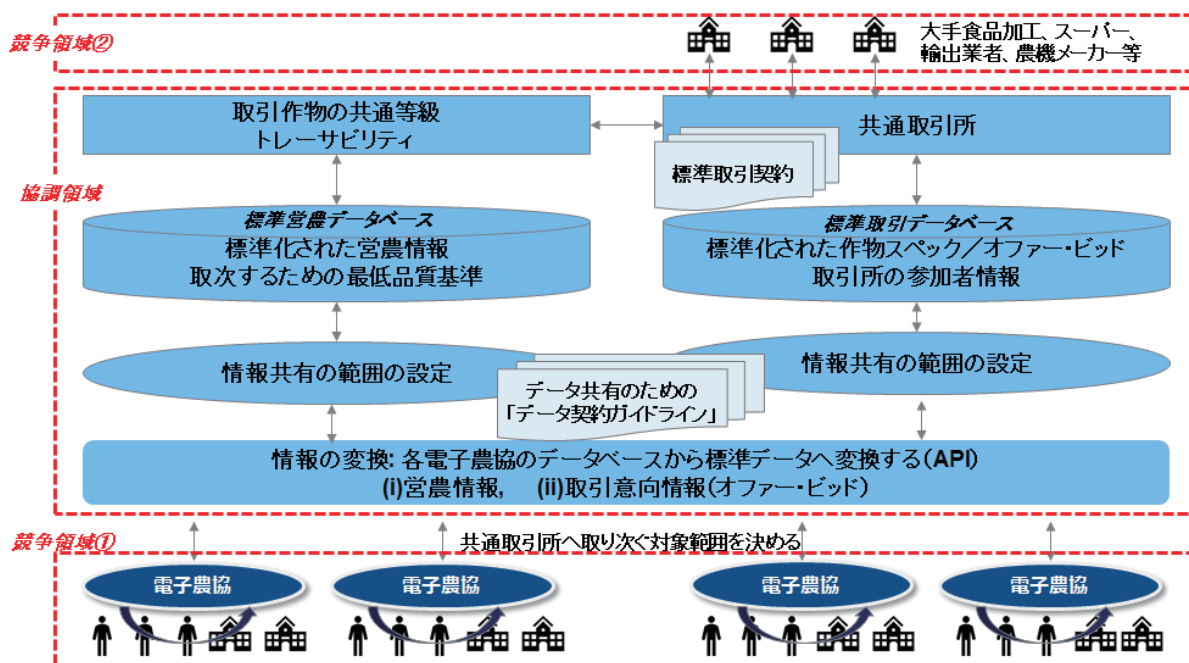 競争領域②
大手食品加工、スーパー、
輸出業者、農機メーカー等
取引作物の共通等級
トレーサビリティ
共通取引所
標準取引契約
協調領域
標準営農データベース
標準化された営農情報
取次するための最低品質基準
標準取引データベース
標準化された作物スペック／オファー・ビッド
取引所の参加者情報
情報共有の範囲の設定
情報共有の範囲の設定
データ共有のための
「データ契約ガイドライン」
情報の変換: 各電子農協のデータベースから標準データへ変換する(API)
(i)営農情報, (ii)取引意向情報(オファー・ビッド)
競争領域①
共通取引所へ取り次ぐ対象範囲を決める
電子農協
電子農協
電子農協
電子農協